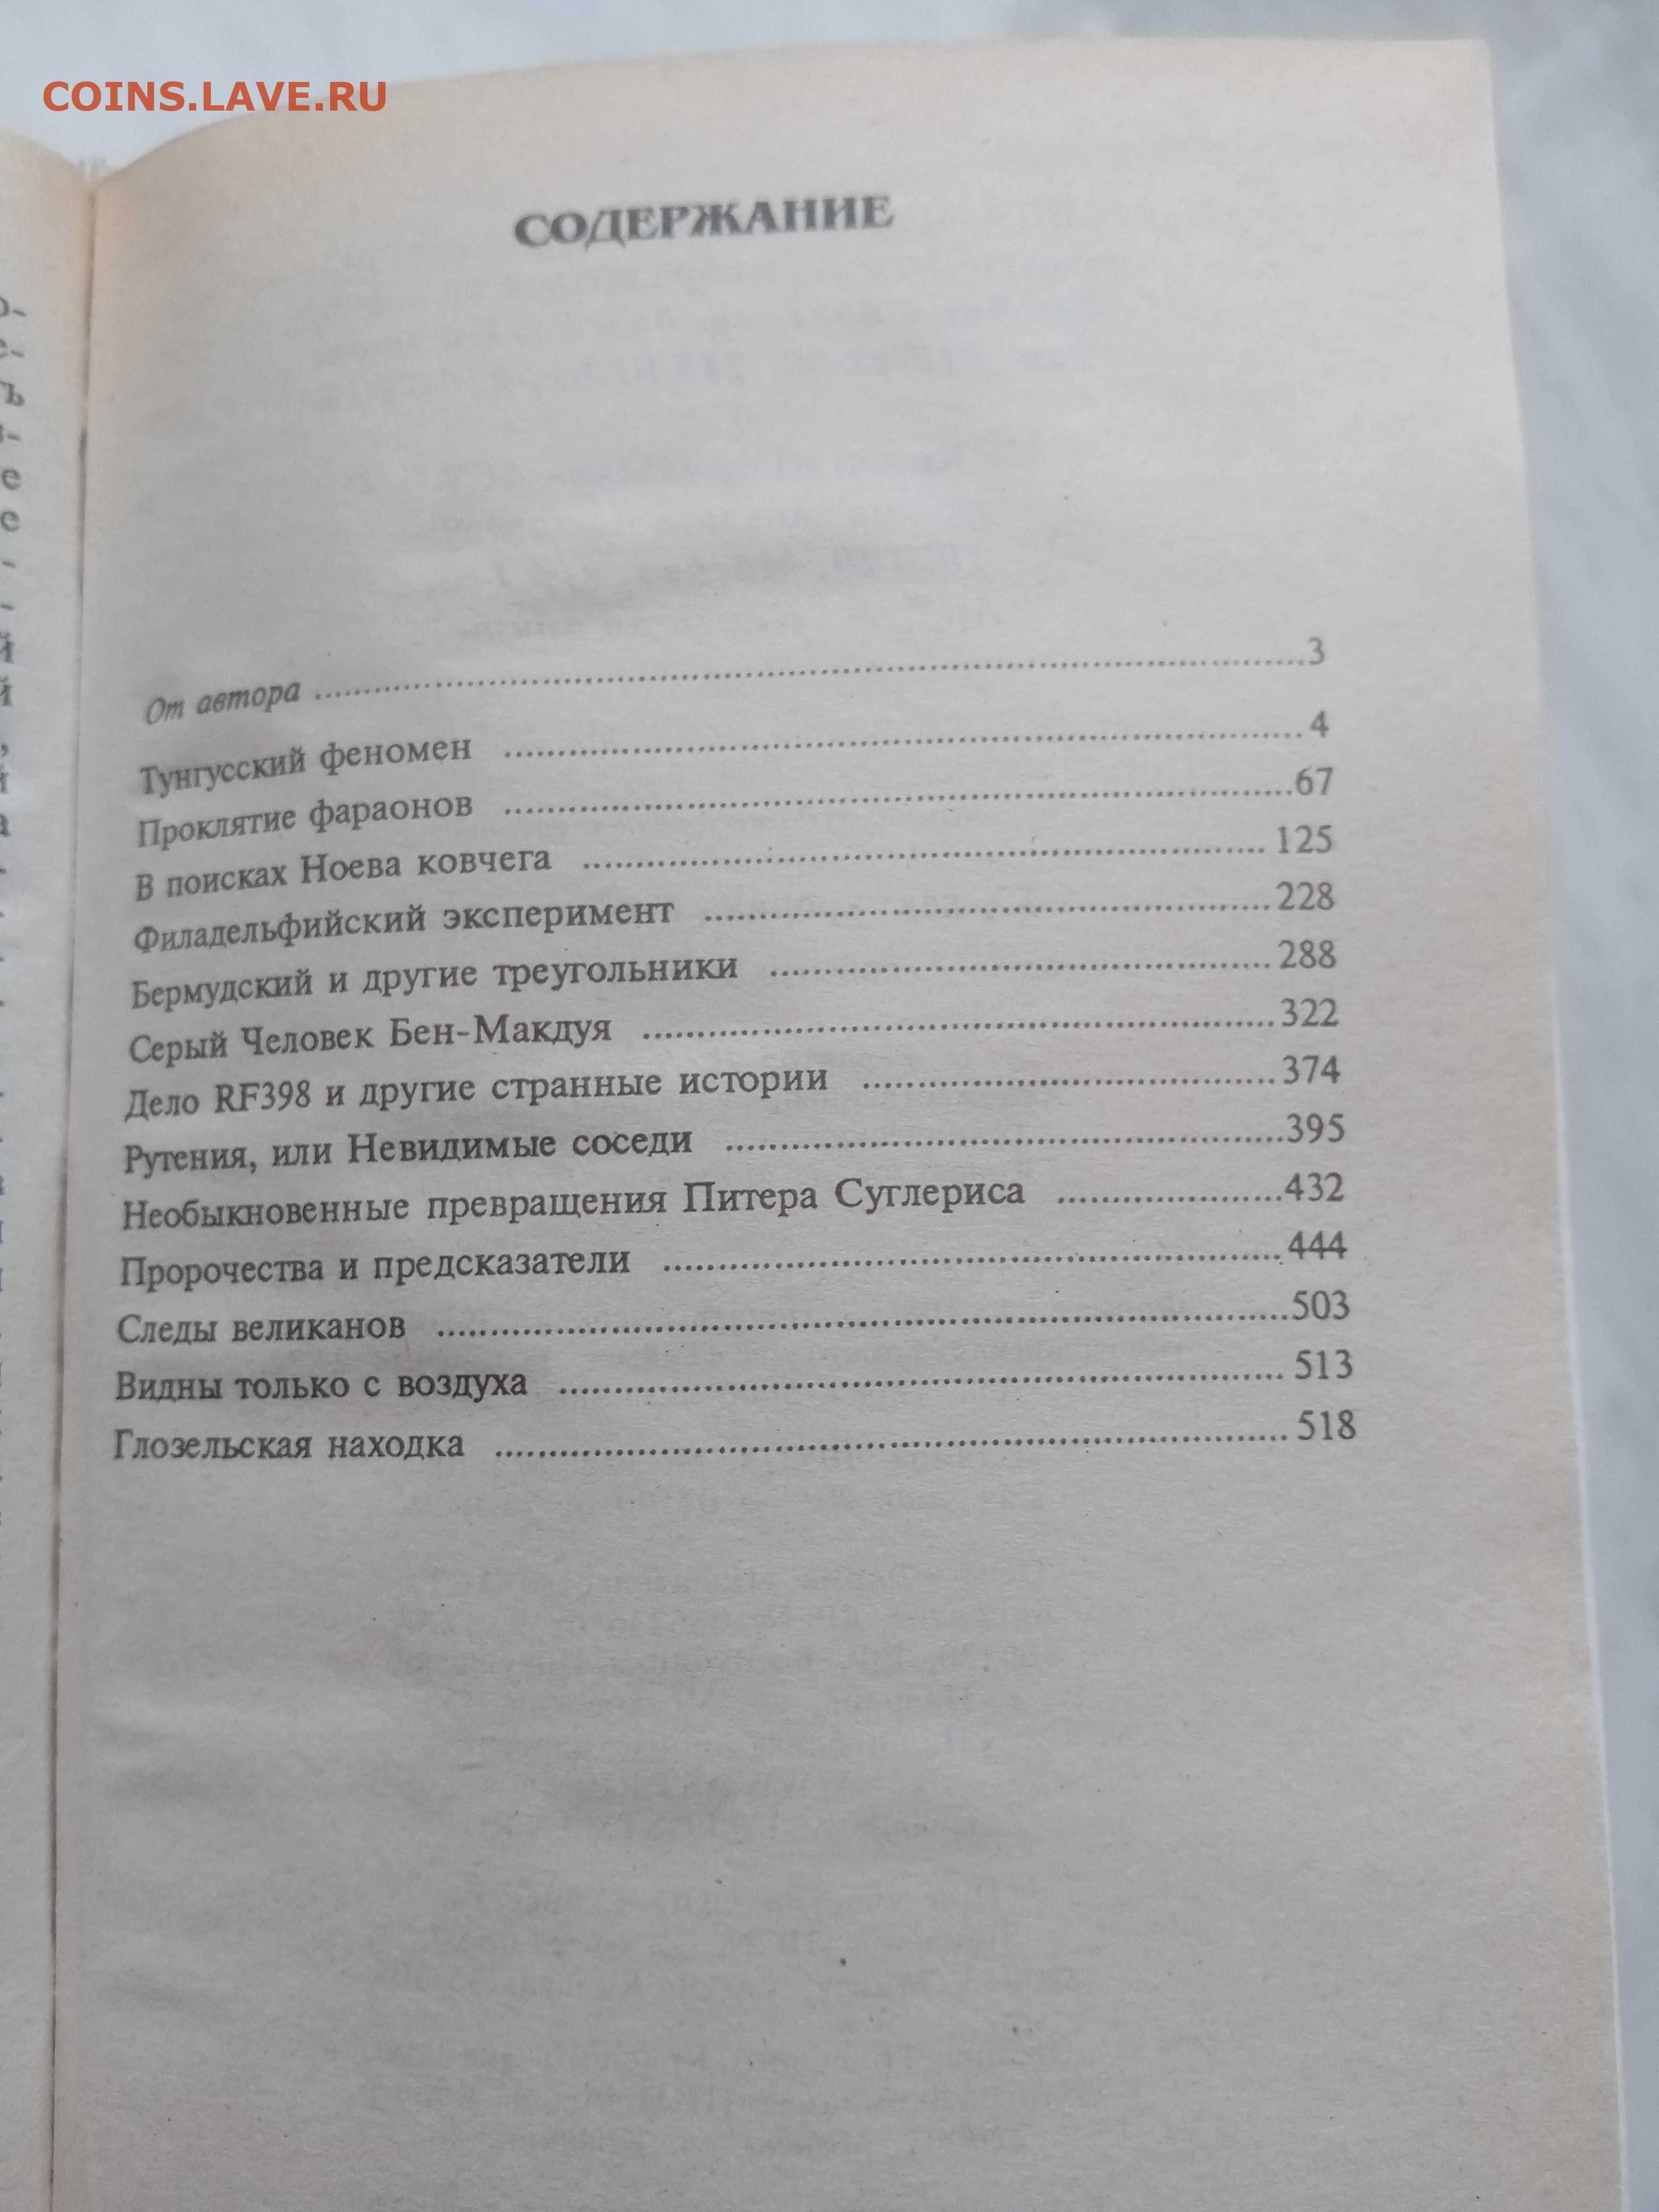 COINS.LAVE.RU
СОДЕРЖАНИЕ
От автора ........ 3
Тунгусский феномен ........ 4
Проклятие фараонов ........ 67
В поисках Ноева ковчега ........ 125
Филадельфийский эксперимент ........ 228
Бермудский и другие треугольники ........ 288
Серый Человек Бен-Макдуя ........ 322
Дело RF398 и другие странные истории ........ 374
Рутения, или Невидимые соседи ........ 395
Необыкновенные превращения Питера Суглериса ........ 432
Пророчества и предсказатели ........ 444
Следы великанов ........ 503
Видны только с воздуха ........ 513
Глозельская находка ........ 518